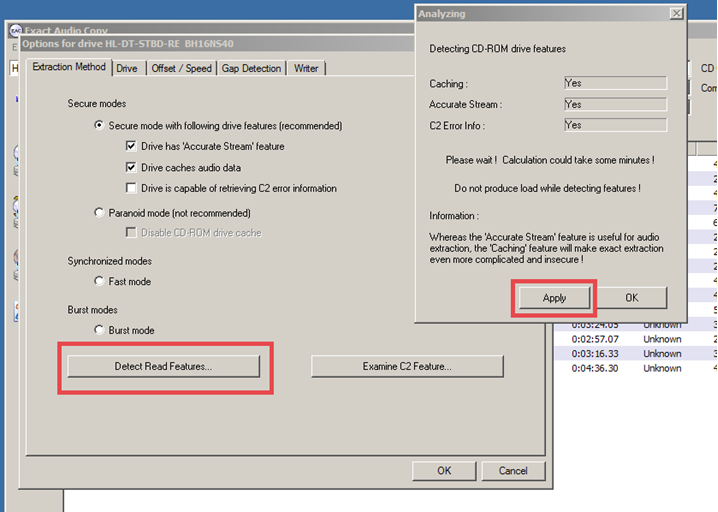 Exact Audio Copy
Options for drive HL-DT-STBD-RE BH16NS40
Extraction Method
Drive
Offset / Speed
Gap Detection
Writer
Secure modes
Secure mode with following drive features (recommended)
Drive has 'Accurate Stream' feature
Drive caches audio data
Drive is capable of retrieving C2 error information
Paranoid mode (not recommended)
Disable CD-ROM drive cache
Synchronized modes
Fast mode
Burst modes
Burst mode
Detect Read Features...
Examine C2 Feature...
OK
Cancel
Analyzing
Detecting CD-ROM drive features
Caching :
Yes
Accurate Stream :
Yes
C2 Error Info :
Yes
Please wait ! Calculation could take some minutes !
Do not produce load while detecting features !
Information :
Whereas the 'Accurate Stream' feature is useful for audio
extraction, the 'Caching' feature will make exact extraction
even more complicated and insecure !
Apply
OK
CD
Com
0:03:24.05 Unknown
0:02:57.07 Unknown
0:03:16.33 Unknown
0:04:36.30 Unknown